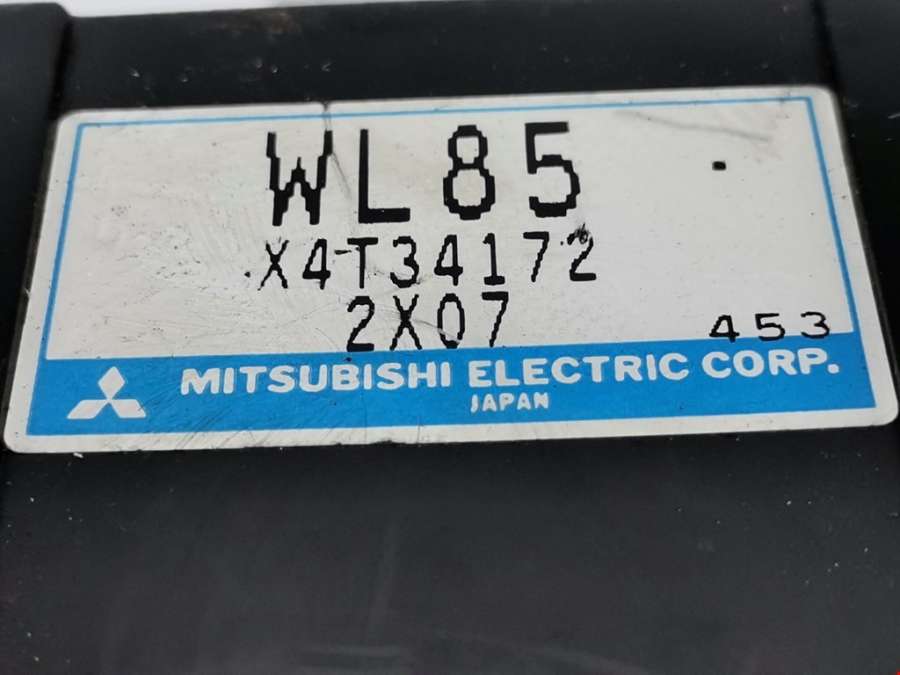 WL85
X4T34172
2X07
453
MITSUBISHI ELECTRIC CORP.
JAPAN